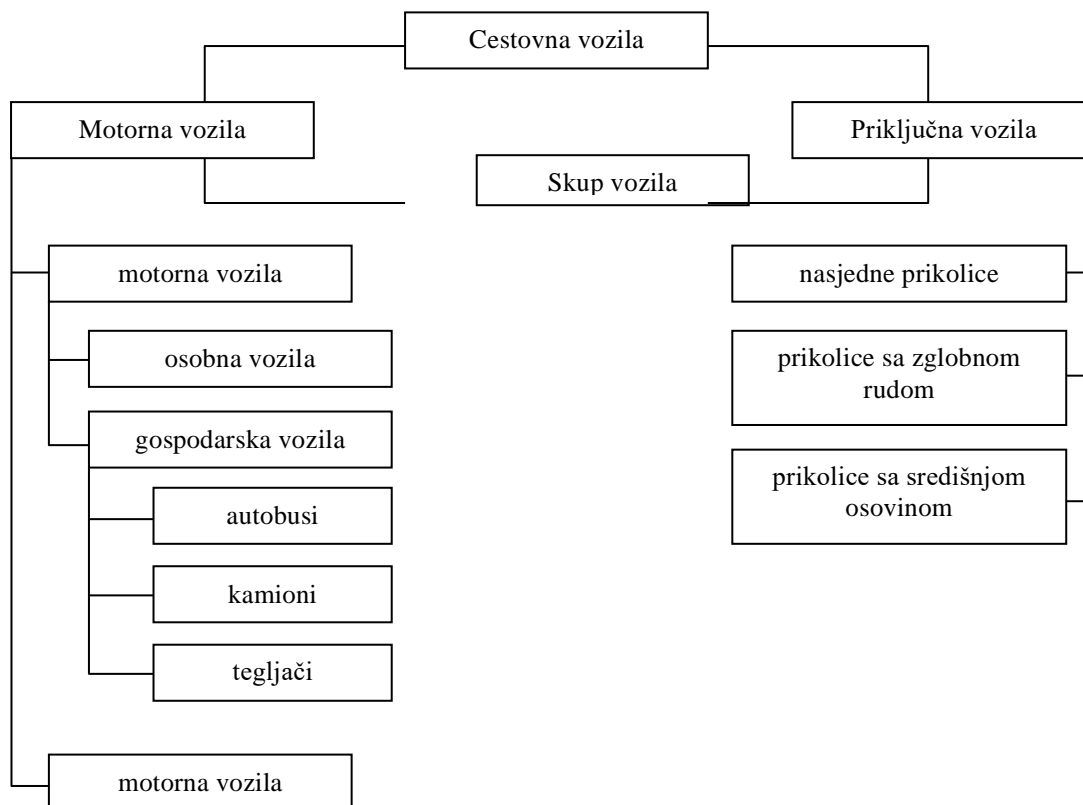 Cestovna vozila
Motorna vozila
Priključna vozila
Skup vozila
motorna vozila
nasjedne prikolice
osobna vozila
prikolice sa zglobnom
rudom
gospodarska vozila
prikolice sa središnjom
osovinom
autobusi
kamioni
tegljači
motorna vozila